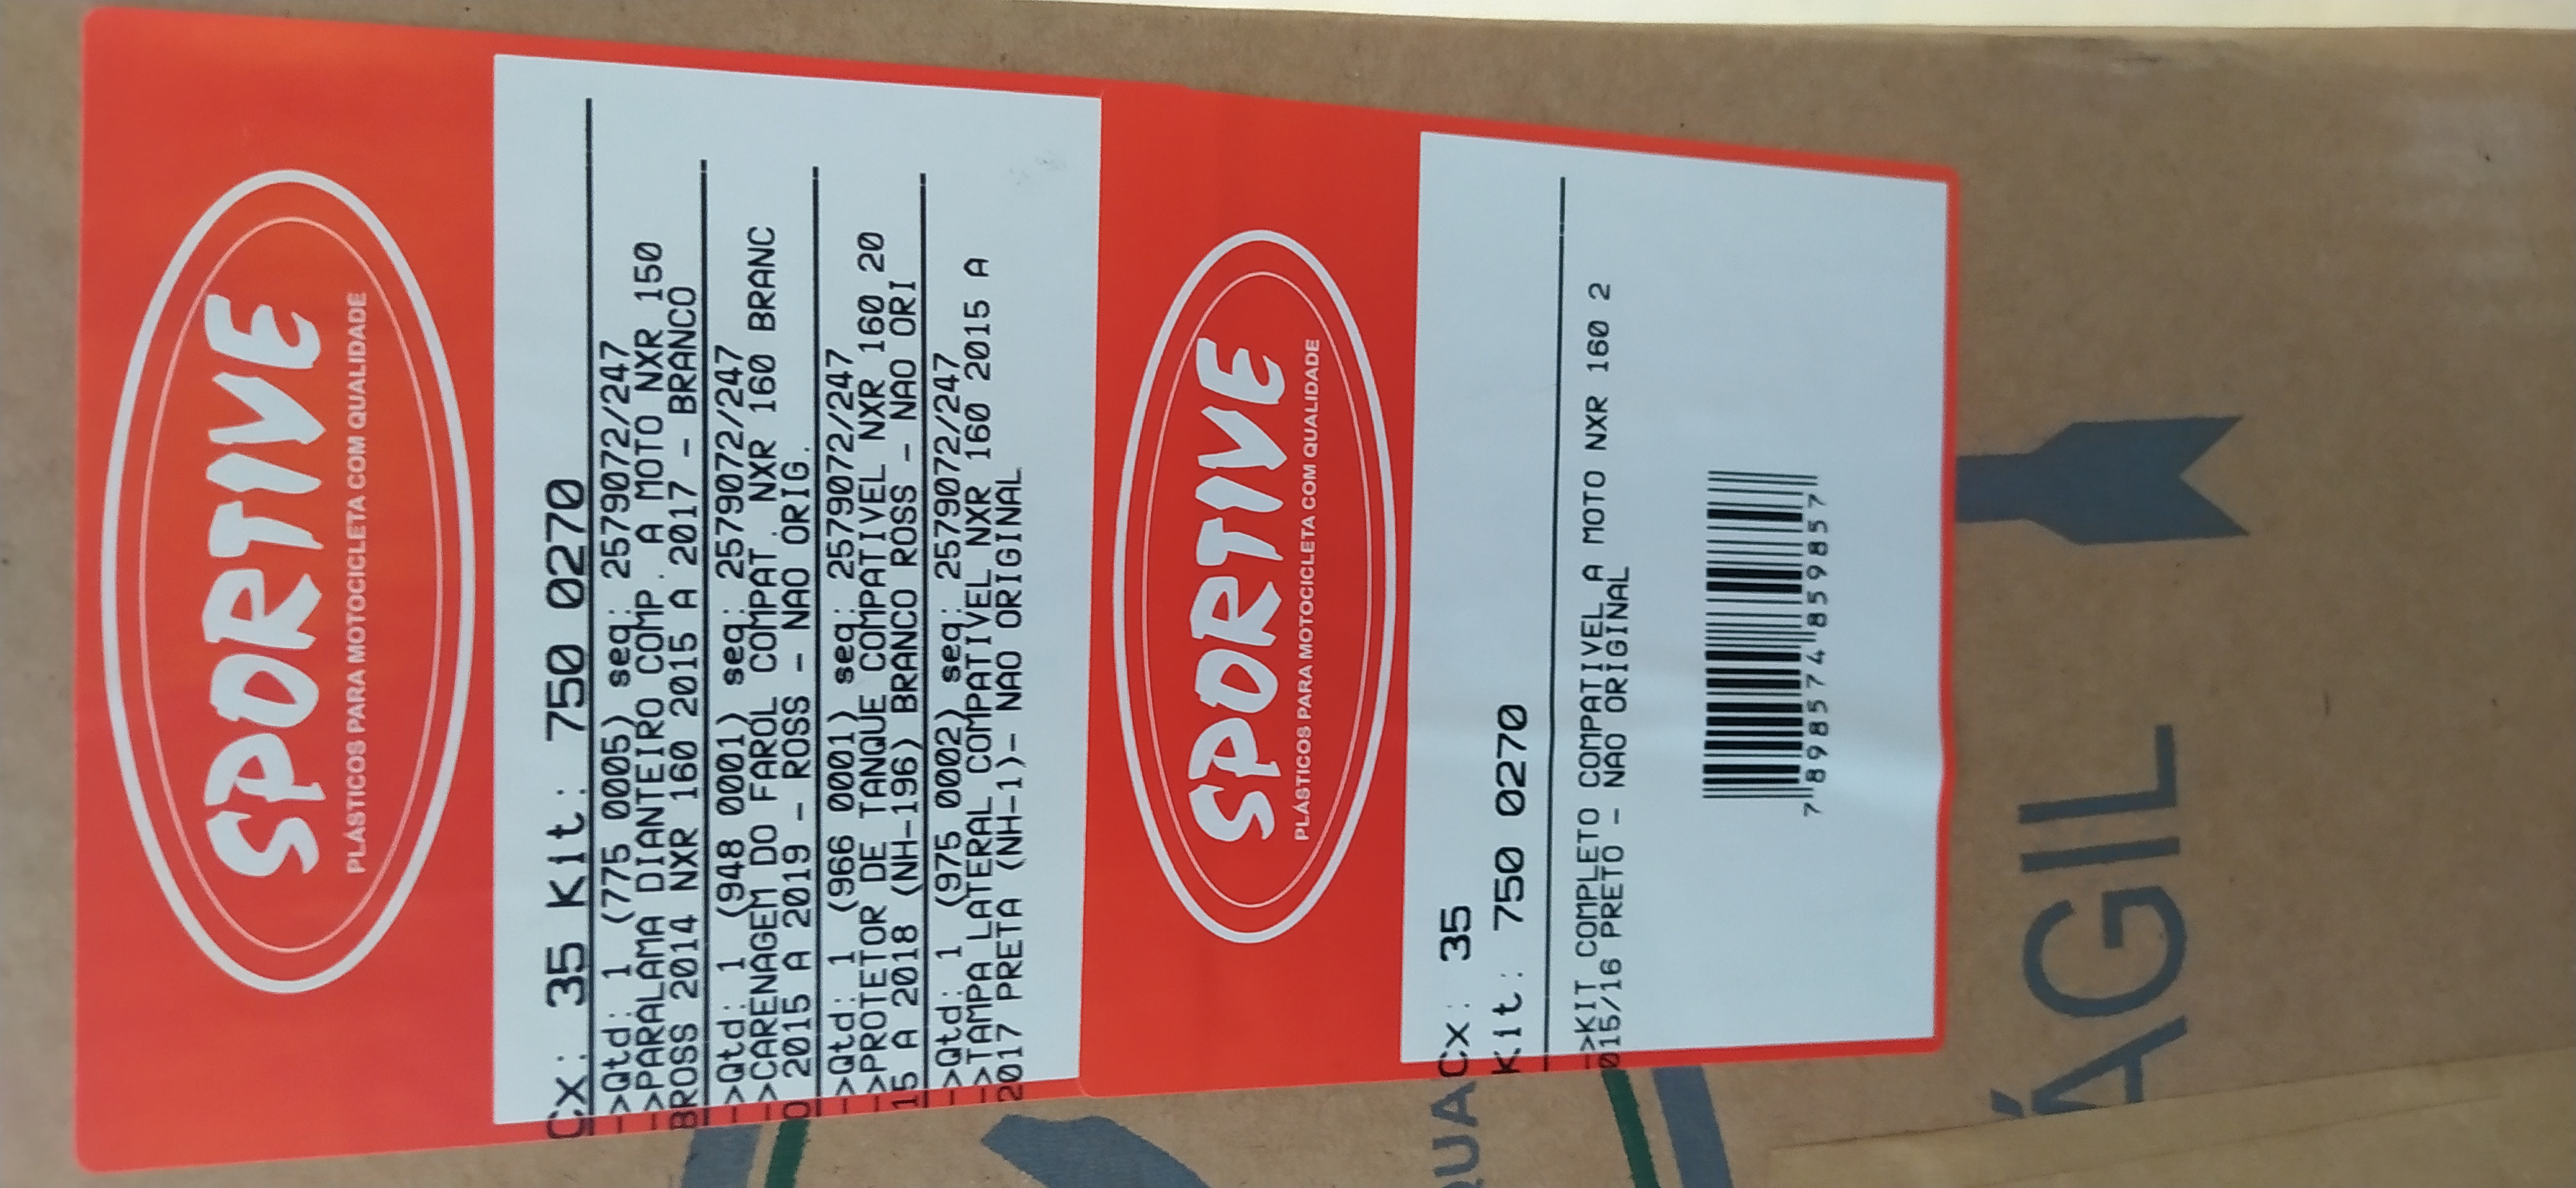 SPORTIVE
PLÁSTICOS PARA MOTOCICLETA COM QUALIDADE
Cx: 35 Kit: 750 0270
->Qtd: 1 (775 0005) seq: 2579072/247
->PARALAMA DIANTEIRO COMP. A MOTO NXR 150
BROSS 2014 NXR 160 2015 A 2017 - BRANCO
->Qtd: 1 (948 0001) seq: 2579072/247
->CARENAGEM DO FAROL COMPAT. NXR 160 BRANC
O 2015 A 2019 - ROSS - NAO ORIG.
->Qtd: 1 (966 0001) seq: 2579072/247
->PROTETOR DE TANQUE COMPATIVEL NXR 160 20
15 A 2018 (NH-196) BRANCO ROSS - NAO ORI
->Qtd: 1 (975 0002) seq: 2579072/247
->TAMPA LATERAL COMPATIVEL NXR 160 2015 A
2017 PRETA (NH-1)- NAO ORIGINAL
SPORTIVE
PLÁSTICOS PARA MOTOCICLETA COM QUALIDADE
Cx: 35
Kit: 750 0270
->KIT COMPLETO COMPATIVEL A MOTO NXR 160 2
015/16 PRETO - NAO ORIGINAL
7 898574 859857
QUA
ÁGIL